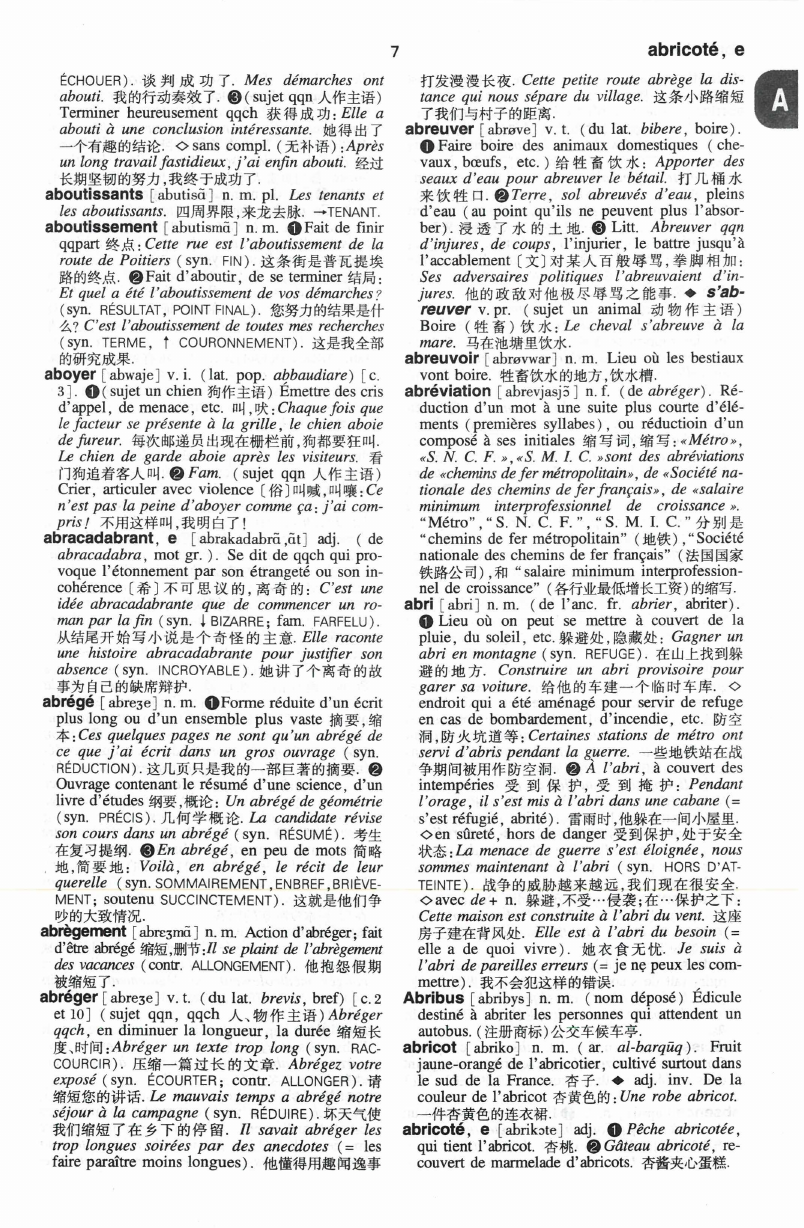 7
abricoté, e
A
ÉCHOUER). 谈判成功了. Mes démarches ont
abouti. 我的行动奏效了. ❸(sujet qqn 人作主语)
Terminer heureusement qqch 获得成功: Elle a
abouti à une conclusion intéressante. 她得出了
一个有趣的结论. ◇sans compl. (无补语):Après
un long travail fastidieux, j'ai enfin abouti. 经过
长期坚韧的努力,我终于成功了.
aboutissants [abutisɑ̃] n. m. pl. Les tenants et
les aboutissants. 四周界限,来龙去脉. →TENANT.
aboutissement [abutismɑ̃] n. m. ❶Fait de finir
qqpart 终点:Cette rue est l'aboutissement de la
route de Poitiers (syn. FIN). 这条街是普瓦提埃
路的终点. ❷Fait d'aboutir, de se terminer 结局:
Et quel a été l'aboutissement de vos démarches?
(syn. RÉSULTAT, POINT FINAL). 您努力的结果是什
么? C'est l'aboutissement de toutes mes recherches
(syn. TERME, ↑ COURONNEMENT). 这是我全部
的研究成果.
aboyer [abwaje] v. i. (lat. pop. abbaudiare) [c.
3]. ❶(sujet un chien 狗作主语) Émettre des cris
d'appel, de menace, etc. 叫,吠:Chaque fois que
le facteur se présente à la grille, le chien aboie
de fureur. 每次邮递员出现在栅栏前,狗都要狂叫.
Le chien de garde aboie après les visiteurs. 看
门狗追着客人叫. ❷ Fam. (sujet qqn 人作主语)
Crier, articuler avec violence [俗]叫喊,叫嚷:Ce
n'est pas la peine d'aboyer comme ça: j'ai com-
pris! 不用这样叫,我明白了!
abracadabrant, e [abrakadabrɑ̃,ɑ̃t] adj. (de
abracadabra, mot gr.). Se dit de qqch qui pro-
voque l'étonnement par son étrangeté ou son in-
cohérence [希]不可思议的,离奇的: C'est une
idée abracadabrante que de commencer un ro-
man par la fin (syn. ↓BIZARRE; fam. FARFELU).
从结尾开始写小说是个奇怪的主意. Elle raconte
une histoire abracadabrante pour justifier son
absence (syn. INCROYABLE). 她讲了个离奇的故
事为自己的缺席辩护.
abrégé [abreʒe] n. m. ❶Forme réduite d'un écrit
plus long ou d'un ensemble plus vaste 摘要,缩
本:Ces quelques pages ne sont qu'un abrégé de
ce que j'ai écrit dans un gros ouvrage (syn.
RÉDUCTION). 这几页只是我的一部巨著的摘要. ❷
Ouvrage contenant le résumé d'une science, d'un
livre d'études 纲要,概论: Un abrégé de géométrie
(syn. PRÉCIS). 几何学概论. La candidate révise
son cours dans un abrégé (syn. RÉSUMÉ). 考生
在复习提纲. ❸En abrégé, en peu de mots 简略
地,简要地: Voilà, en abrégé, le récit de leur
querelle (syn. SOMMAIREMENT,ENBREF,BRIÈVE-
MENT; soutenu SUCCINCTEMENT). 这就是他们争
吵的大致情况.
abrègement [abrɛʒmɑ̃] n. m. Action d'abréger; fait
d'être abrégé 缩短,删节:Il se plaint de l'abrègement
des vacances (contr. ALLONGEMENT). 他抱怨假期
被缩短了.
abréger [abreʒe] v. t. (du lat. brevis, bref) [c. 2
et 10] (sujet qqn, qqch 人、物作主语) Abréger
qqch, en diminuer la longueur, la durée 缩短长
度、时间:Abréger un texte trop long (syn. RAC-
COURCIR). 压缩一篇过长的文章. Abrégez votre
exposé (syn. ÉCOURTER; contr. ALLONGER). 请
缩短您的讲话. Le mauvais temps a abrégé notre
séjour à la campagne (syn. RÉDUIRE). 坏天气使
我们缩短了在乡下的停留. Il savait abréger les
trop longues soirées par des anecdotes (= les
faire paraître moins longues). 他懂得用趣闻逸事
打发漫漫长夜. Cette petite route abrège la dis-
tance qui nous sépare du village. 这条小路缩短
了我们与村子的距离.
abreuver [abrøve] v. t. (du lat. bibere, boire).
❶Faire boire des animaux domestiques (che-
vaux, bœufs, etc.) 给牲畜饮水: Apporter des
seaux d'eau pour abreuver le bétail. 打几桶水
来饮牲口. ❷Terre, sol abreuvés d'eau, pleins
d'eau (au point qu'ils ne peuvent plus l'absor-
ber). 浸透了水的土地. ❸ Litt. Abreuver qqn
d'injures, de coups, l'injurier, le battre jusqu'à
l'accablement [文]对某人百般辱骂,拳脚相加:
Ses adversaires politiques l'abreuvaient d'in-
jures. 他的政敌对他极尽辱骂之能事. ◆ s'ab-
reuver v. pr. (sujet un animal 动物作主语)
Boire (牲畜)饮水: Le cheval s'abreuve à la
mare. 马在池塘里饮水.
abreuvoir [abrøvwar] n. m. Lieu où les bestiaux
vont boire. 牲畜饮水的地方,饮水槽.
abréviation [abrevjasjɔ̃] n. f. (de abréger). Ré-
duction d'un mot à une suite plus courte d'élé-
ments (premières syllabes), ou réductioin d'un
composé à ses initiales 缩写词,缩写: «Métro»,
«S. N. C. F. »,«S. M. I. C. »sont des abréviations
de «chemins de fer métropolitain», de «Société na-
tionale des chemins de fer français», de «salaire
minimum interprofessionnel de croissance ».
"Métro", "S. N. C. F.", "S. M. I. C."分别是
"chemins de fer métropolitain" (地铁), "Société
nationale des chemins de fer français" (法国国家
铁路公司),和 "salaire minimum interprofession-
nel de croissance" (各行业最低增长工资)的缩写.
abri [abri] n. m. (de l'anc. fr. abrier, abriter).
❶ Lieu où on peut se mettre à couvert de la
pluie, du soleil, etc. 躲避处,隐藏处: Gagner un
abri en montagne (syn. REFUGE). 在山上找到躲
避的地方. Construire un abri provisoire pour
garer sa voiture. 给他的车建一个临时车库. ◇
endroit qui a été aménagé pour servir de refuge
en cas de bombardement, d'incendie, etc. 防空
洞,防火坑道等: Certaines stations de métro ont
servi d'abris pendant la guerre. 一些地铁站在战
争期间被用作防空洞. ❷ À l'abri, à couvert des
intempéries 受到保护, 受到掩护: Pendant
l'orage, il s'est mis à l'abri dans une cabane (=
s'est réfugié, abrité). 雷雨时,他躲在一间小屋里.
◇en sûreté, hors de danger 受到保护,处于安全
状态:La menace de guerre s'est éloignée, nous
sommes maintenant à l'abri (syn. HORS D'AT-
TEINTE). 战争的威胁越来越远,我们现在很安全.
◇avec de + n. 躲避,不受…侵袭;在…保护之下:
Cette maison est construite à l'abri du vent. 这座
房子建在背风处. Elle est à l'abri du besoin (=
elle a de quoi vivre). 她衣食无忧. Je suis à
l'abri de pareilles erreurs (= je ne peux les com-
mettre). 我不会犯这样的错误.
Abribus [abribys] n. m. (nom déposé) Édicule
destiné à abriter les personnes qui attendent un
autobus. (注册商标)公交车候车亭.
abricot [abriko] n. m. (ar. al-barqūq). Fruit
jaune-orangé de l'abricotier, cultivé surtout dans
le sud de la France. 杏子. ◆ adj. inv. De la
couleur de l'abricot 杏黄色的:Une robe abricot.
一件杏黄色的连衣裙.
abricoté, e [abrikɔte] adj. ❶ Pêche abricotée,
qui tient l'abricot. 杏桃. ❷Gâteau abricoté, re-
couvert de marmelade d'abricots. 杏酱夹心蛋糕.